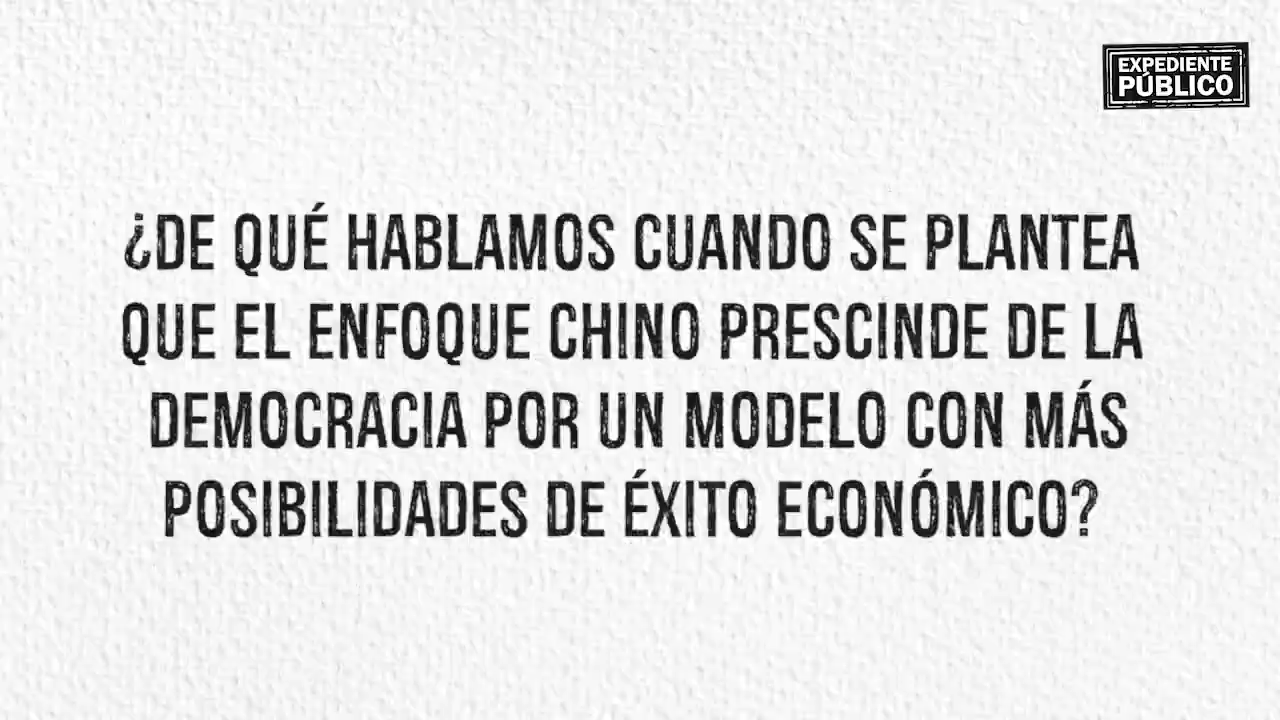 EXPEDIENTE
PÚBLICO
¿DE QUÉ HABLAMOS CUANDO SE PLANTEA
QUE EL ENFOQUE CHINO PRESCINDE DE LA
DEMOCRACIA POR UN MODELO CON MÁS
POSIBILIDADES DE ÉXITO ECONÓMICO?